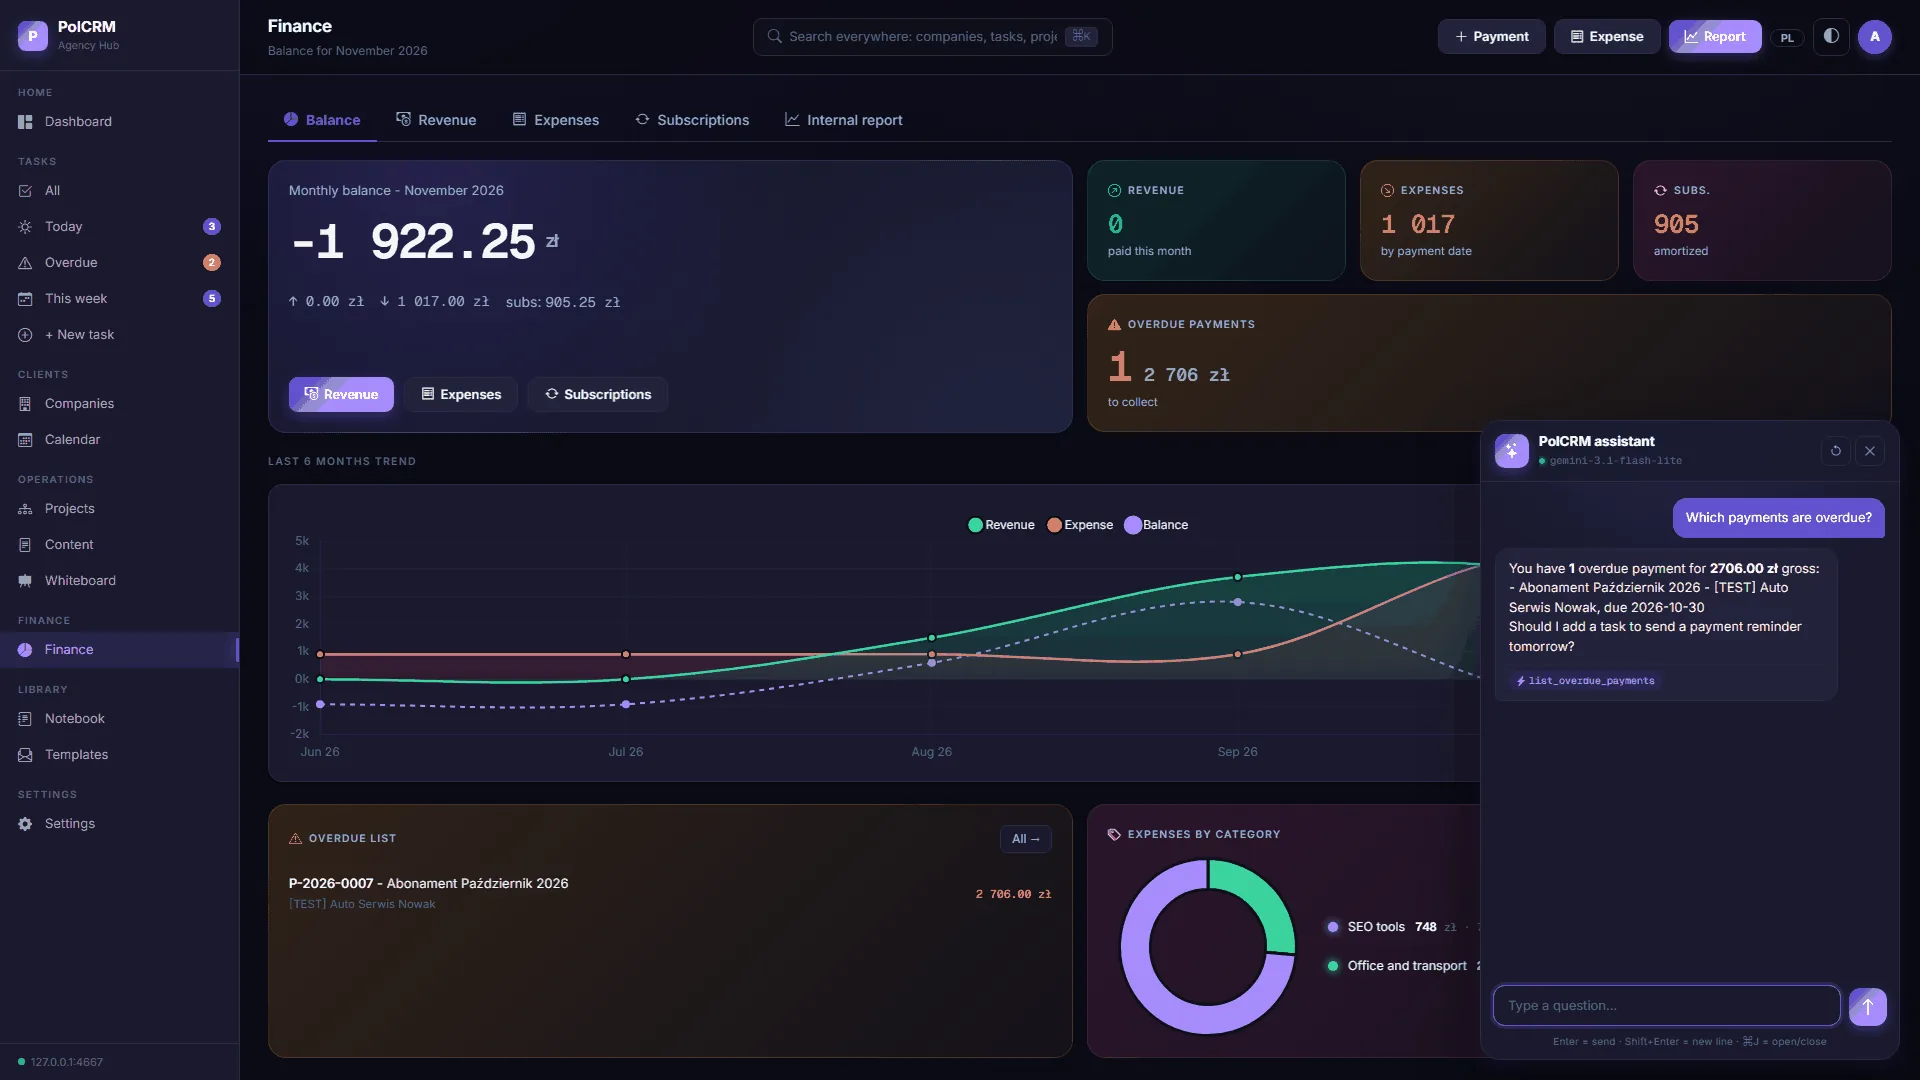 P
PolCRM
Agency Hub
HOME
Dashboard
TASKS
All
Today
3
Overdue
2
This week
5
+ New task
CLIENTS
Companies
Calendar
OPERATIONS
Projects
Content
Whiteboard
FINANCE
Finance
LIBRARY
Notebook
Templates
SETTINGS
Settings
127.0.0.1:4667
Finance
Balance for November 2026
Search everywhere: companies, tasks, proje
⌘K
+ Payment
Expense
Report
PL
A
Balance
Revenue
Expenses
Subscriptions
Internal report
Monthly balance - November 2026
-1 922.25 zł
↑ 0.00 zł ↓ 1 017.00 zł subs: 905.25 zł
Revenue
Expenses
Subscriptions
REVENUE
0
paid this month
EXPENSES
1 017
by payment date
SUBS.
905
amortized
OVERDUE PAYMENTS
1 2 706 zł
to collect
LAST 6 MONTHS TREND
Revenue Expense Balance
5k
4k
3k
2k
1k
0k
-1k
-2k
Jun 26
Jul 26
Aug 26
Sep 26
OVERDUE LIST
All →
P-2026-0007 - Abonament Październik 2026
[TEST] Auto Serwis Nowak
2 706.00 zł
EXPENSES BY CATEGORY
SEO tools 748 zł ·
Office and transport
PolCRM assistant
gemini-3.1-flash-lite
Which payments are overdue?
You have 1 overdue payment for 2706.00 zł gross:
- Abonament Październik 2026 - [TEST] Auto
Serwis Nowak, due 2026-10-30
Should I add a task to send a payment reminder
tomorrow?
list_overdue_payments
Type a question...
Enter = send · Shift+Enter = new line · ⌘J = open/close